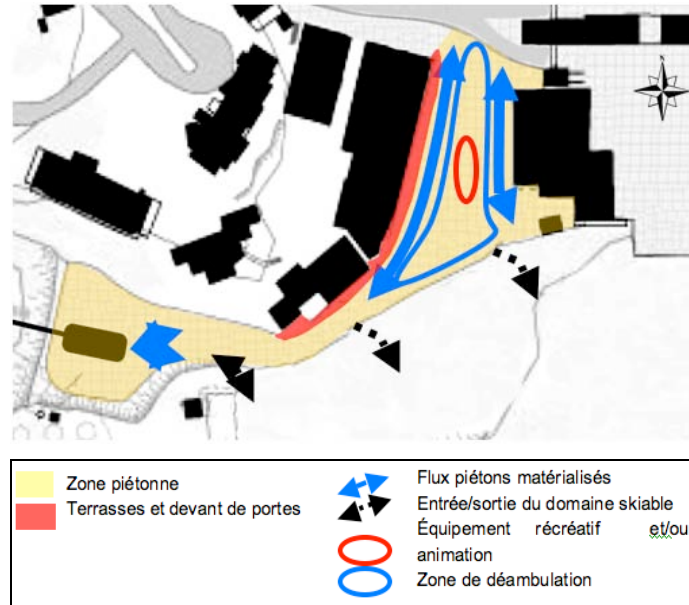 N
Zone piétonne
Terrasses et devant de portes
Flux piétons matérialisés
Entrée/sortie du domaine skiable
Équipement récréatif et/ou
animation
Zone de déambulation